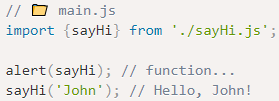 // 📁 main.js
import {sayHi} from './sayHi.js';
alert(sayHi); // function...
sayHi('John'); // Hello, John!